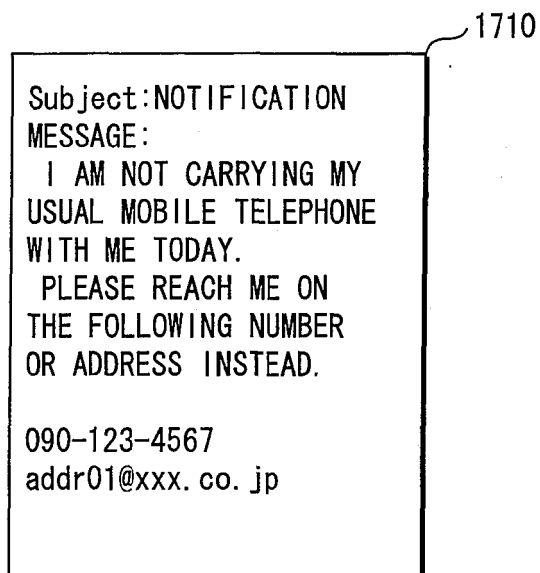 1710
Subject:NOTIFICATION
MESSAGE:
I AM NOT CARRYING MY
USUAL MOBILE TELEPHONE
WITH ME TODAY.
PLEASE REACH ME ON
THE FOLLOWING NUMBER
OR ADDRESS INSTEAD.
090-123-4567
addr01@xxx.co.jp